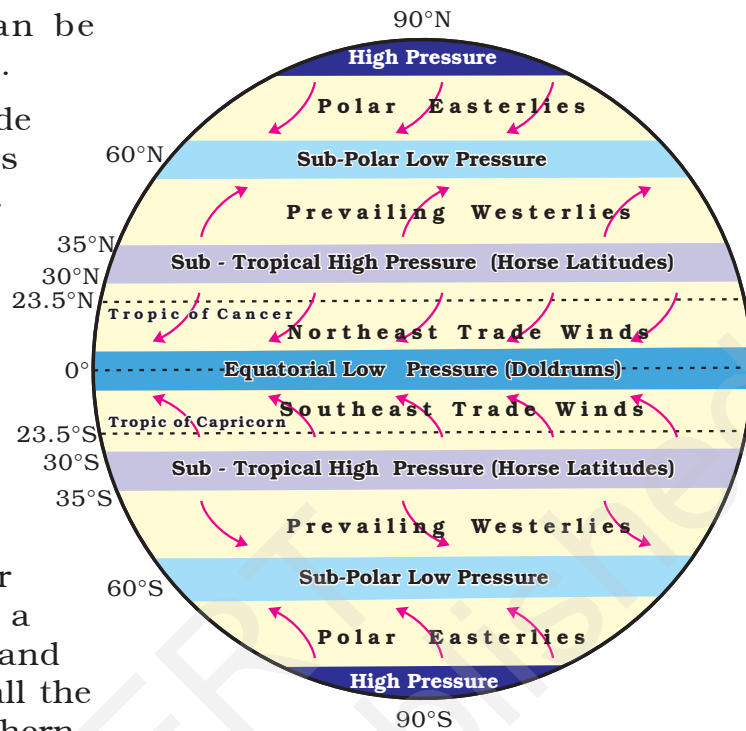 an be
.
de
es
90°N
High Pressure
Polar Easterlies
60°N
Sub-Polar Low Pressure
Prevailing Westerlies
35°N
Sub - Tropical High Pressure (Horse Latitudes)
30°N
23.5°N
Tropic of Cancer
Northeast Trade Winds
0°
Equatorial Low Pressure (Doldrums)
Southeast Trade Winds
Tropic of Capricorn
23.5°S
30°S
Sub - Tropical High Pressure (Horse Latitudes)
35°S
Prevailing Westerlies
60°S
Sub-Polar Low Pressure
Polar Easterlies
High Pressure
90°S
r
a
and
all the